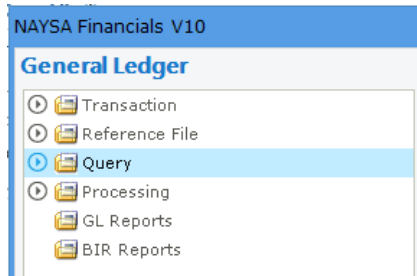 NAYSA Financials V10
General Ledger
Transaction
Reference File
Query
Processing
GL Reports
BIR Reports